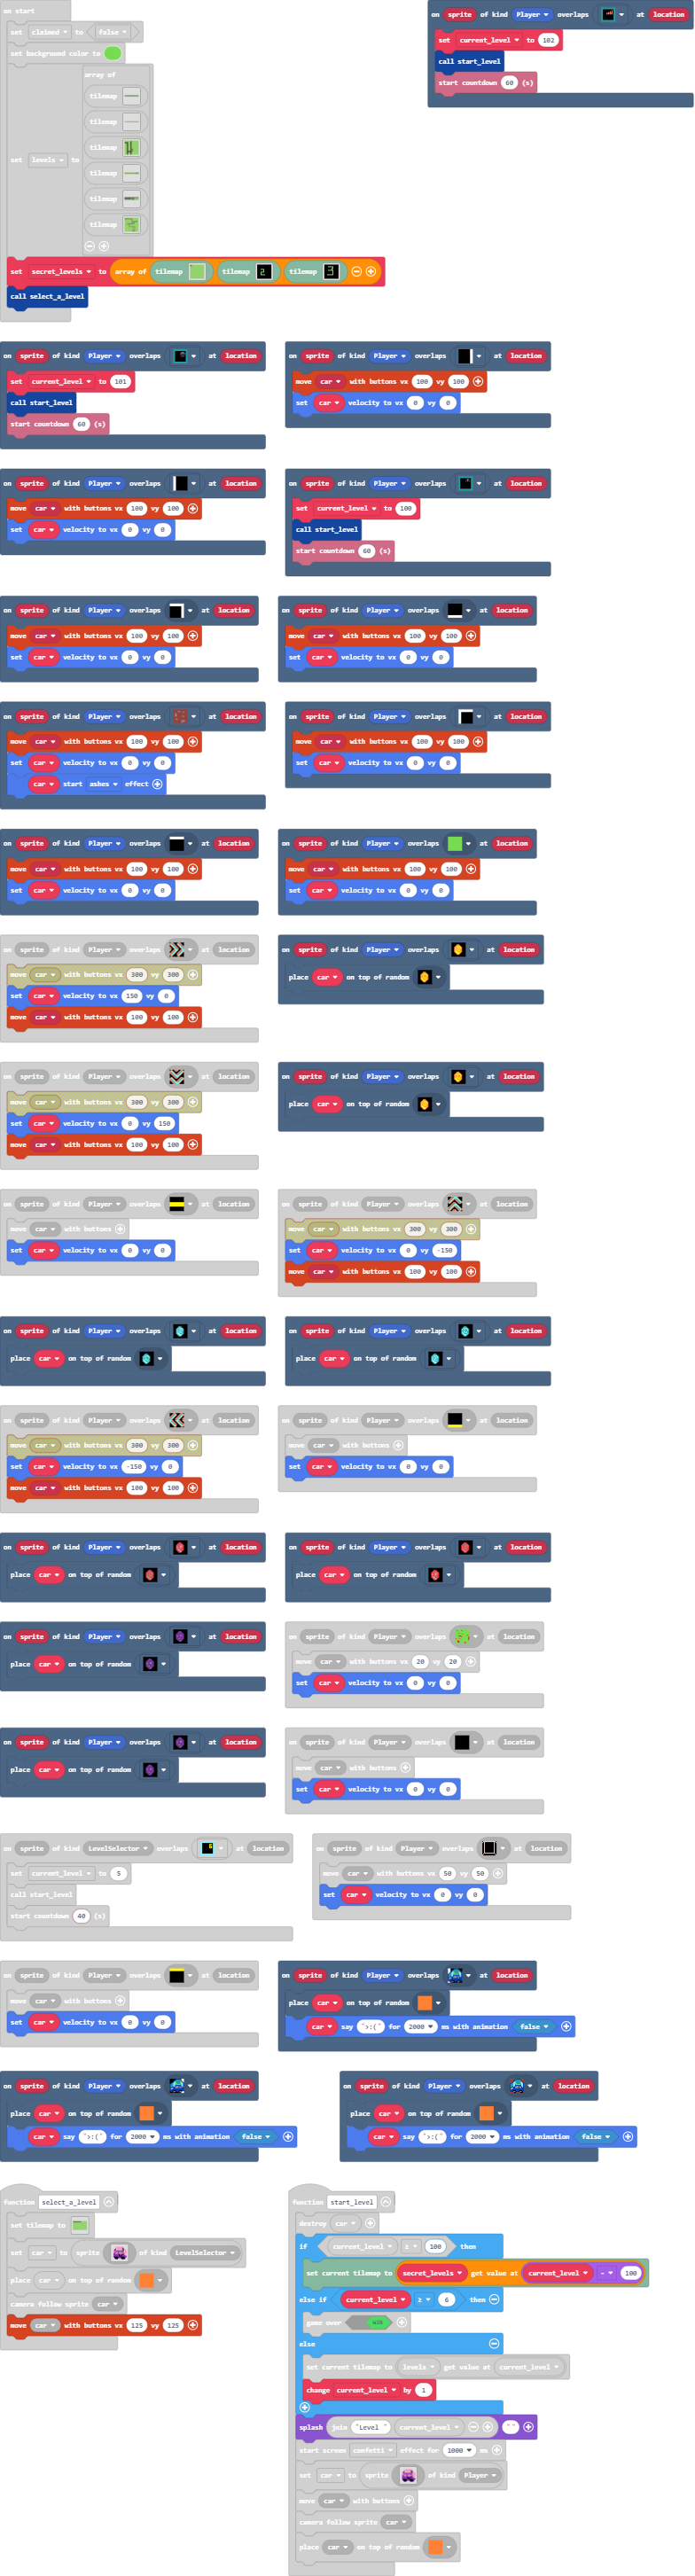 on start
set claimed to false
set background color to
array of
tilemap
tilemap
tilemap
tilemap
set levels to
tilemap
tilemap
set secret_levels to array of tilemap tilemap tilemap
call select_a_level
on sprite of kind Player overlaps at location
set current_level to 102
call start_level
start countdown 60 (s)
on sprite of kind Player overlaps at location
set current_level to 101
call start_level
start countdown 60 (s)
on sprite of kind Player overlaps at location
move car with buttons vx 100 vy 100
set car velocity to vx 0 vy 0
on sprite of kind Player overlaps at location
move car with buttons vx 100 vy 100
set car velocity to vx 0 vy 0
on sprite of kind Player overlaps at location
set current_level to 100
call start_level
start countdown 60 (s)
on sprite of kind Player overlaps at location
move car with buttons vx 100 vy 100
set car velocity to vx 0 vy 0
on sprite of kind Player overlaps at location
move car with buttons vx 100 vy 100
set car velocity to vx 0 vy 0
on sprite of kind Player overlaps at location
move car with buttons vx 100 vy 100
set car velocity to vx 0 vy 0
car start ashes effect
on sprite of kind Player overlaps at location
move car with buttons vx 100 vy 100
set car velocity to vx 0 vy 0
on sprite of kind Player overlaps at location
move car with buttons vx 100 vy 100
set car velocity to vx 0 vy 0
on sprite of kind Player overlaps at location
move car with buttons vx 100 vy 100
set car velocity to vx 0 vy 0
on sprite of kind Player overlaps at location
move car with buttons vx 300 vy 300
set car velocity to vx 150 vy 0
move car with buttons vx 100 vy 100
on sprite of kind Player overlaps at location
place car on top of random
on sprite of kind Player overlaps at location
move car with buttons vx 300 vy 300
set car velocity to vx 0 vy 150
move car with buttons vx 100 vy 100
on sprite of kind Player overlaps at location
place car on top of random
on sprite of kind Player overlaps at location
move car with buttons
set car velocity to vx 0 vy 0
on sprite of kind Player overlaps at location
move car with buttons vx 300 vy 300
set car velocity to vx 0 vy -150
move car with buttons vx 100 vy 100
on sprite of kind Player overlaps at location
place car on top of random
on sprite of kind Player overlaps at location
place car on top of random
on sprite of kind Player overlaps at location
move car with buttons vx 300 vy 300
set car velocity to vx -150 vy 0
move car with buttons vx 100 vy 100
on sprite of kind Player overlaps at location
move car with buttons
set car velocity to vx 0 vy 0
on sprite of kind Player overlaps at location
place car on top of random
on sprite of kind Player overlaps at location
place car on top of random
on sprite of kind Player overlaps at location
place car on top of random
on sprite of kind Player overlaps at location
move car with buttons vx 20 vy 20
set car velocity to vx 0 vy 0
on sprite of kind Player overlaps at location
place car on top of random
on sprite of kind Player overlaps at location
move car with buttons
set car velocity to vx 0 vy 0
on sprite of kind LevelSelector overlaps at location
set current_level to 5
call start_level
start countdown 40 (s)
on sprite of kind Player overlaps at location
move car with buttons vx 50 vy 50
set car velocity to vx 0 vy 0
on sprite of kind Player overlaps at location
move car with buttons
set car velocity to vx 0 vy 0
on sprite of kind Player overlaps at location
place car on top of random
car say ">:(" for 2000 ms with animation false
on sprite of kind Player overlaps at location
place car on top of random
car say ">:(" for 2000 ms with animation false
on sprite of kind Player overlaps at location
place car on top of random
car say ">:(" for 2000 ms with animation false
function select_a_level
set tilemap to
set car to sprite of kind LevelSelector
place car on top of random
camera follow sprite car
move car with buttons vx 125 vy 125
function start_level
destroy car
if current_level ≥ 100 then
set current tilemap to secret_levels get value at current_level - 100
else if current_level ≥ 6 then
game over WIN
else
set current tilemap to levels get value at current_level
change current_level by 1
splash join "Level " current_level ""
start screen confetti effect for 1000 ms
set car to sprite of kind Player
move car with buttons
camera follow sprite car
place car on top of random